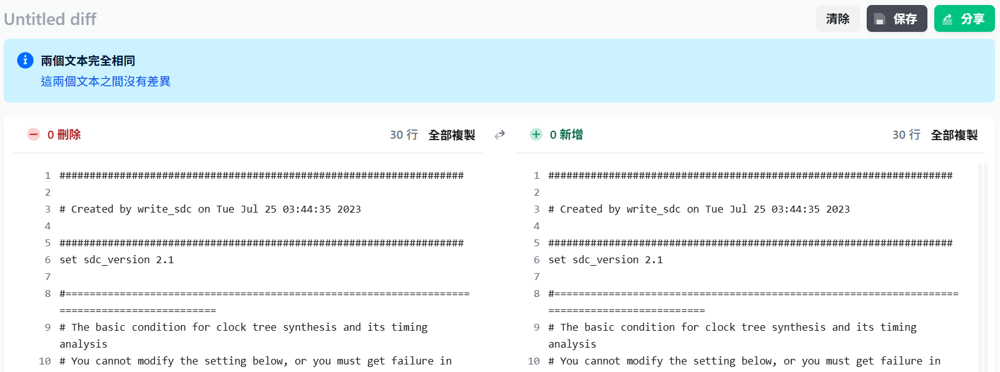 Untitled diff
清除
保存
分享
兩個文本完全相同
這兩個文本之間沒有差異
0 刪除
30 行
全部複製
0 新增
30 行
全部複製
1 ###################################################################
2
3 # Created by write_sdc on Tue Jul 25 03:44:35 2023
4
5 ###################################################################
6 set sdc_version 2.1
7
8 #===================================================================
==========================
9 # The basic condition for clock tree synthesis and its timing
analysis
10 # You cannot modify the setting below, or you must get failure in
1 ###################################################################
2
3 # Created by write_sdc on Tue Jul 25 03:44:35 2023
4
5 ###################################################################
6 set sdc_version 2.1
7
8 #===================================================================
==========================
9 # The basic condition for clock tree synthesis and its timing
analysis
10 # You cannot modify the setting below, or you must get failure in